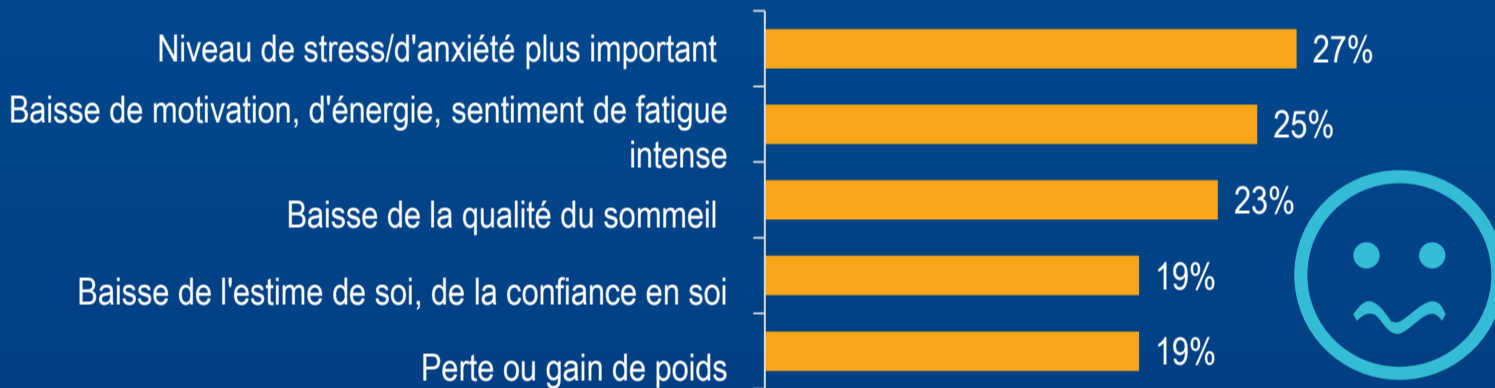 Niveau de stress/d'anxiété plus important
27%
Baisse de motivation, d'énergie, sentiment de fatigue
intense
25%
Baisse de la qualité du sommeil
23%
Baisse de l'estime de soi, de la confiance en soi
19%
Perte ou gain de poids
19%